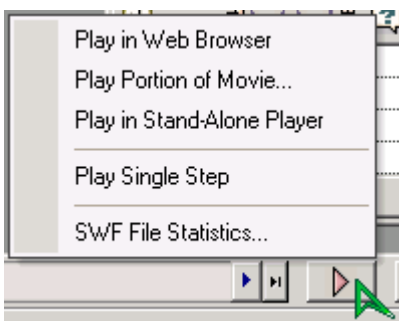 Play in Web Browser
Play Portion of Movie...
Play in Stand-Alone Player
Play Single Step
SWF File Statistics...